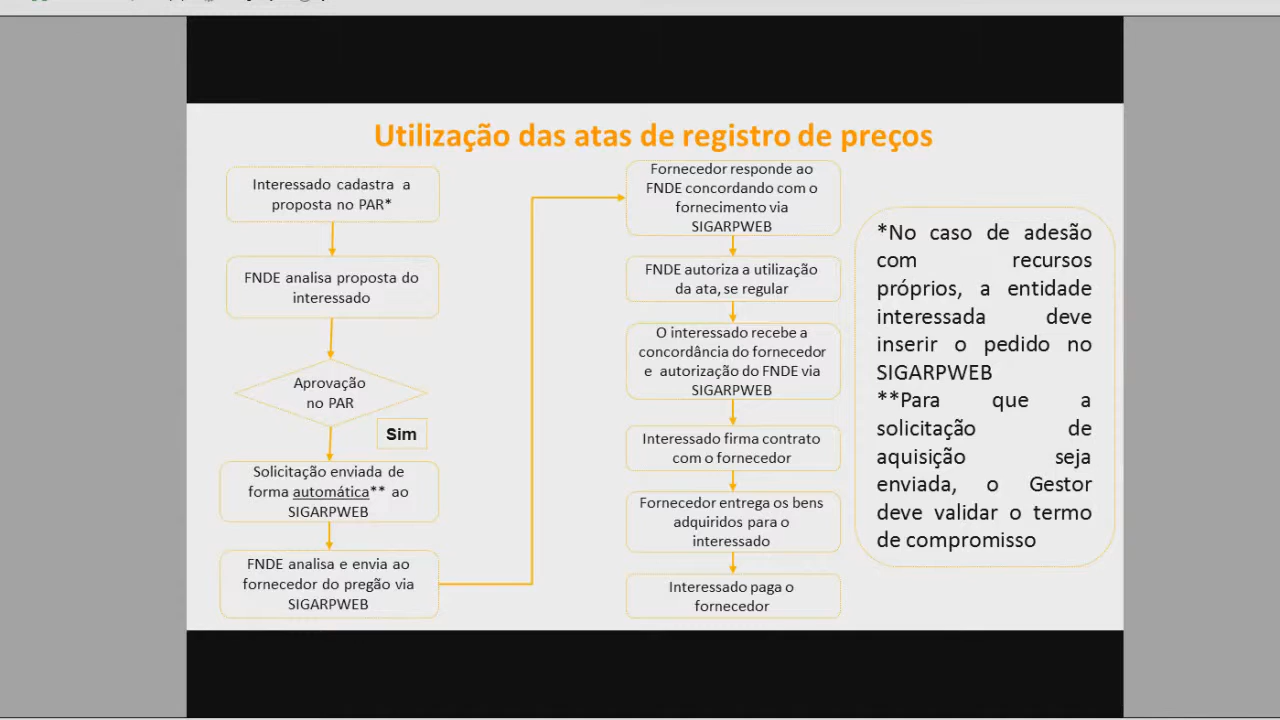 Utilização das atas de registro de preços
Interessado cadastra a
proposta no PAR*
FNDE analisa proposta do
interessado
Aprovação
no PAR
Sim
Solicitação enviada de
forma automática** ao
SIGARPWEB
FNDE analisa e envia ao
fornecedor do pregão via
SIGARPWEB
Fornecedor responde ao
FNDE concordando com o
fornecimento via
SIGARPWEB
FNDE autoriza a utilização
da ata, se regular
O interessado recebe a
concordância do fornecedor
e autorização do FNDE via
SIGARPWEB
Interessado firma contrato
com o fornecedor
Fornecedor entrega os bens
adquiridos para o
interessado
Interessado paga o
fornecedor
*No caso de adesão
com recursos
próprios, a entidade
interessada deve
inserir o pedido no
SIGARPWEB
**Para que a
solicitação de
aquisição seja
enviada, o Gestor
deve validar o termo
de compromisso